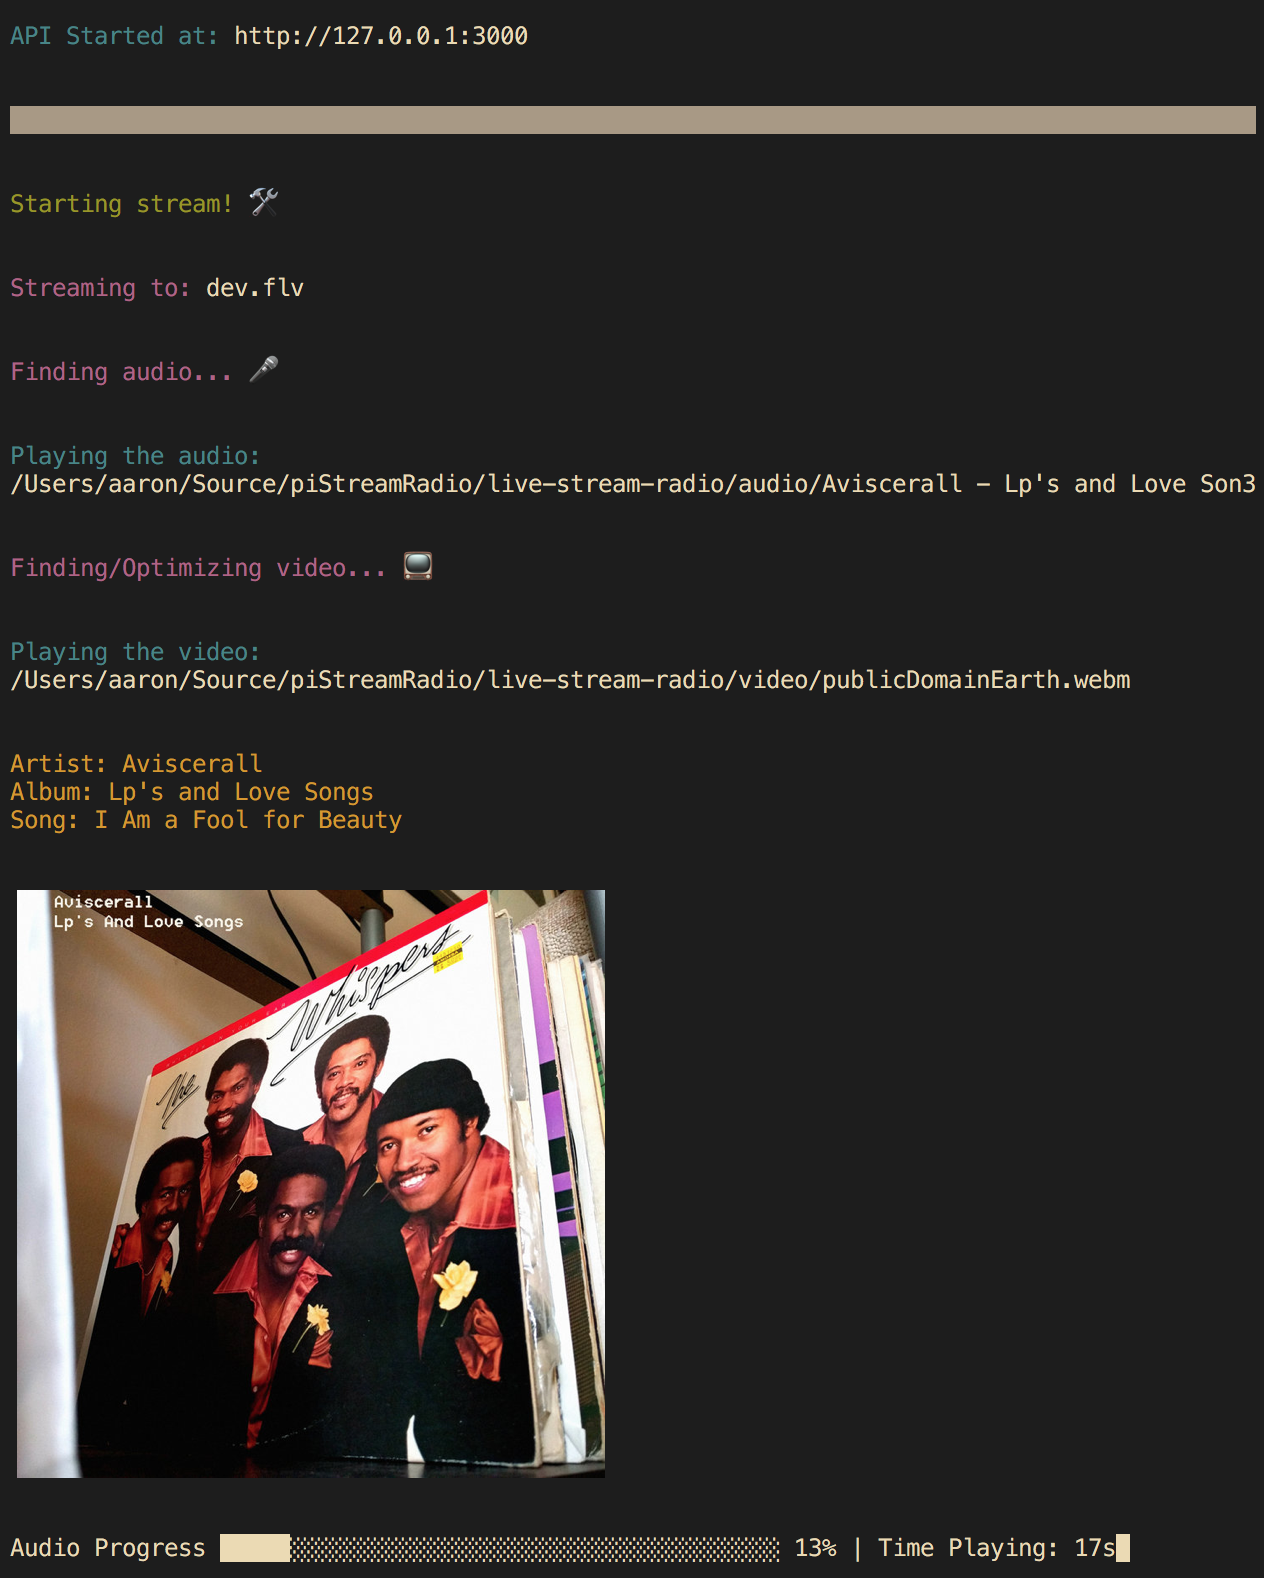 API Started at: http://127.0.0.1:3000
Starting stream! 🛠
Streaming to: dev.flv
Finding audio... 🎤
Playing the audio:
/Users/aaron/Source/piStreamRadio/live-stream-radio/audio/Aviscerall - Lp's and Love Son3
Finding/Optimizing video... 📺
Playing the video:
/Users/aaron/Source/piStreamRadio/live-stream-radio/video/publicDomainEarth.webm
Artist: Aviscerall
Album: Lp's and Love Songs
Song: I Am a Fool for Beauty
Aviscerall
Lp's And Love Songs
The Whispers
Audio Progress 13% | Time Playing: 17s